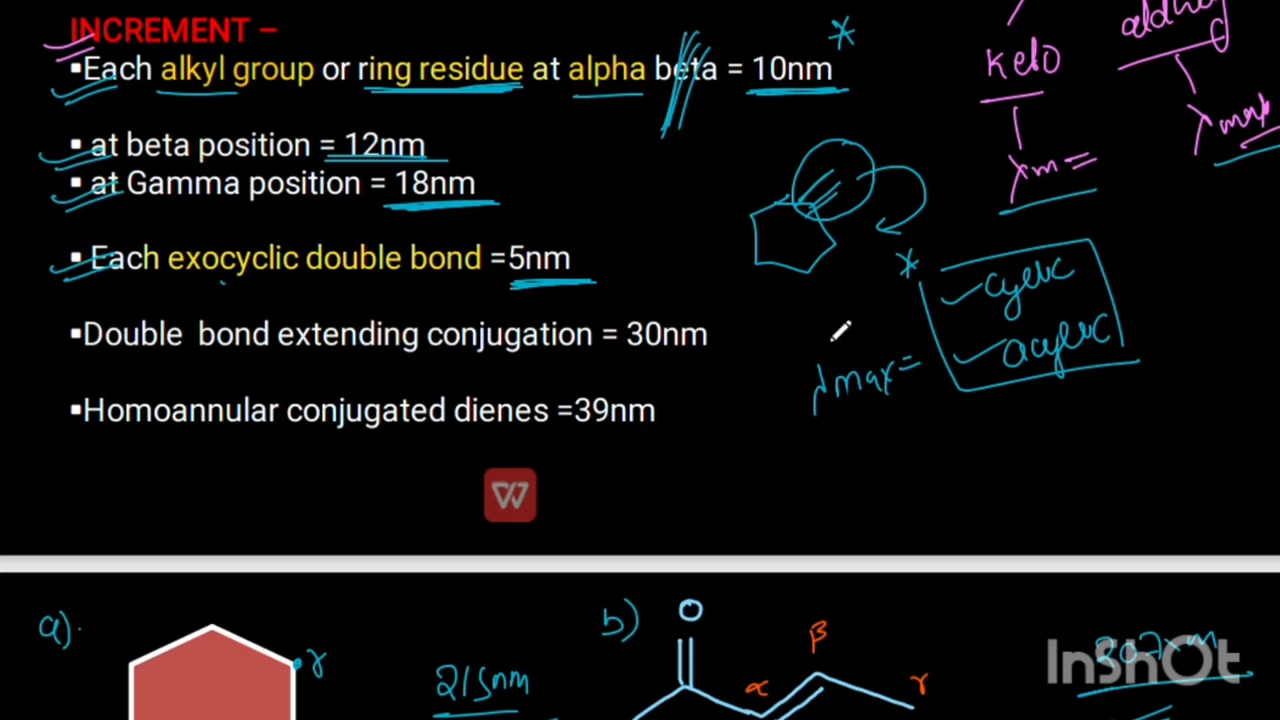 INCREMENT –
▪Each alkyl group or ring residue at alpha beta = 10nm
▪ at beta position = 12nm
▪ at Gamma position = 18nm
▪ Each exocyclic double bond =5nm
▪Double bond extending conjugation = 30nm
▪Homoannular conjugated dienes =39nm
*
keto
λm=
λmax
*
cyclic
acyclic
λmax=
a).
γ
215nm
b)
O
α
β
γ
InShOt